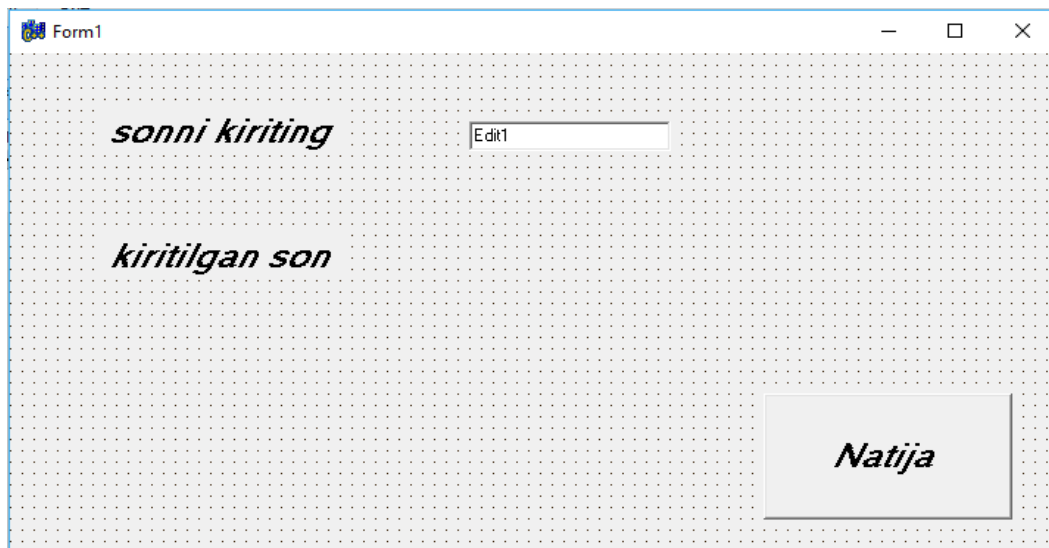 Form1
sonni kiriting
Edit1
kiritilgan son
Natija